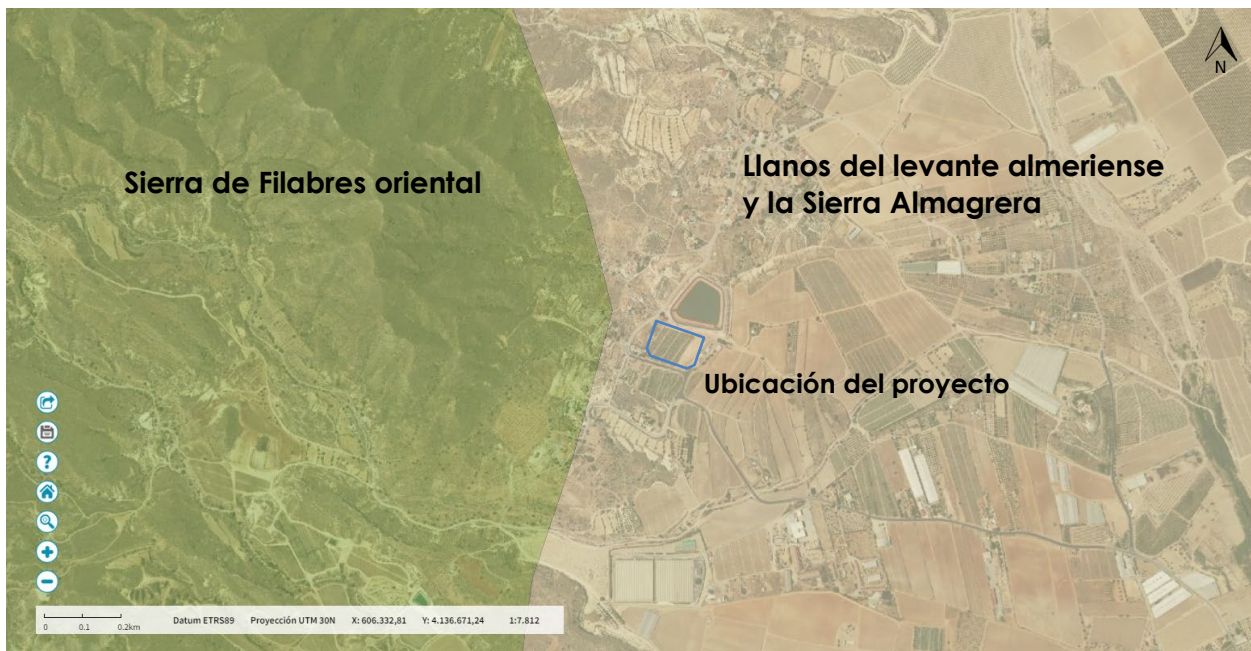 N
Llanos del levante almeriense
y la Sierra Almagrera
Sierra de Filabres oriental
Ubicación del proyecto
?
0 0.1 0.2km
Datum ETRS89 Proyección UTM 30N X: 606.332,81 Y: 4.136.671,24 1:7.812